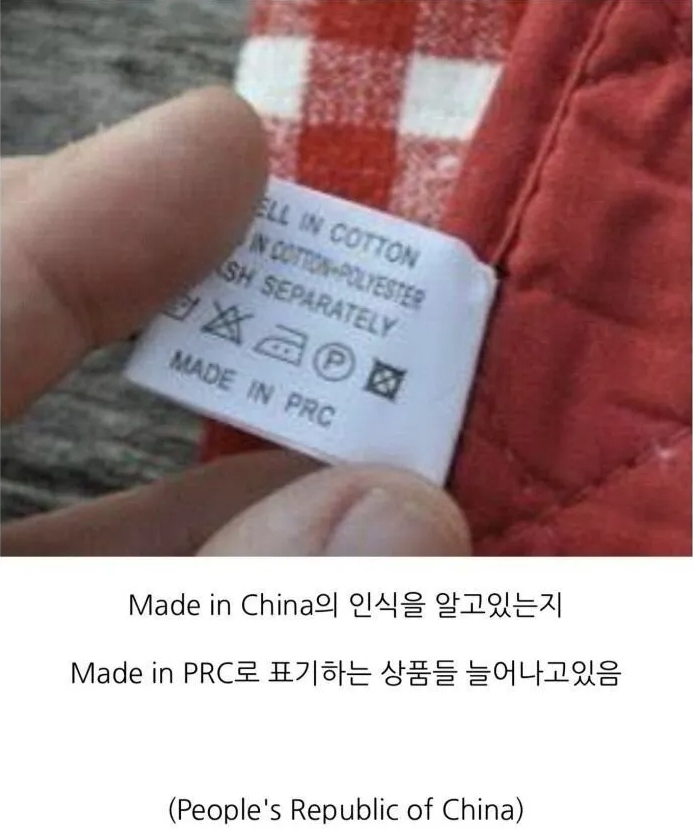 ELL IN COTTON
IN COTTON+POLYESTER
SH SEPARATELY
P
MADE IN PRC
Made in China의 인식을 알고있는지
Made in PRC로 표기하는 상품들 늘어나고있음
(People's Republic of China)